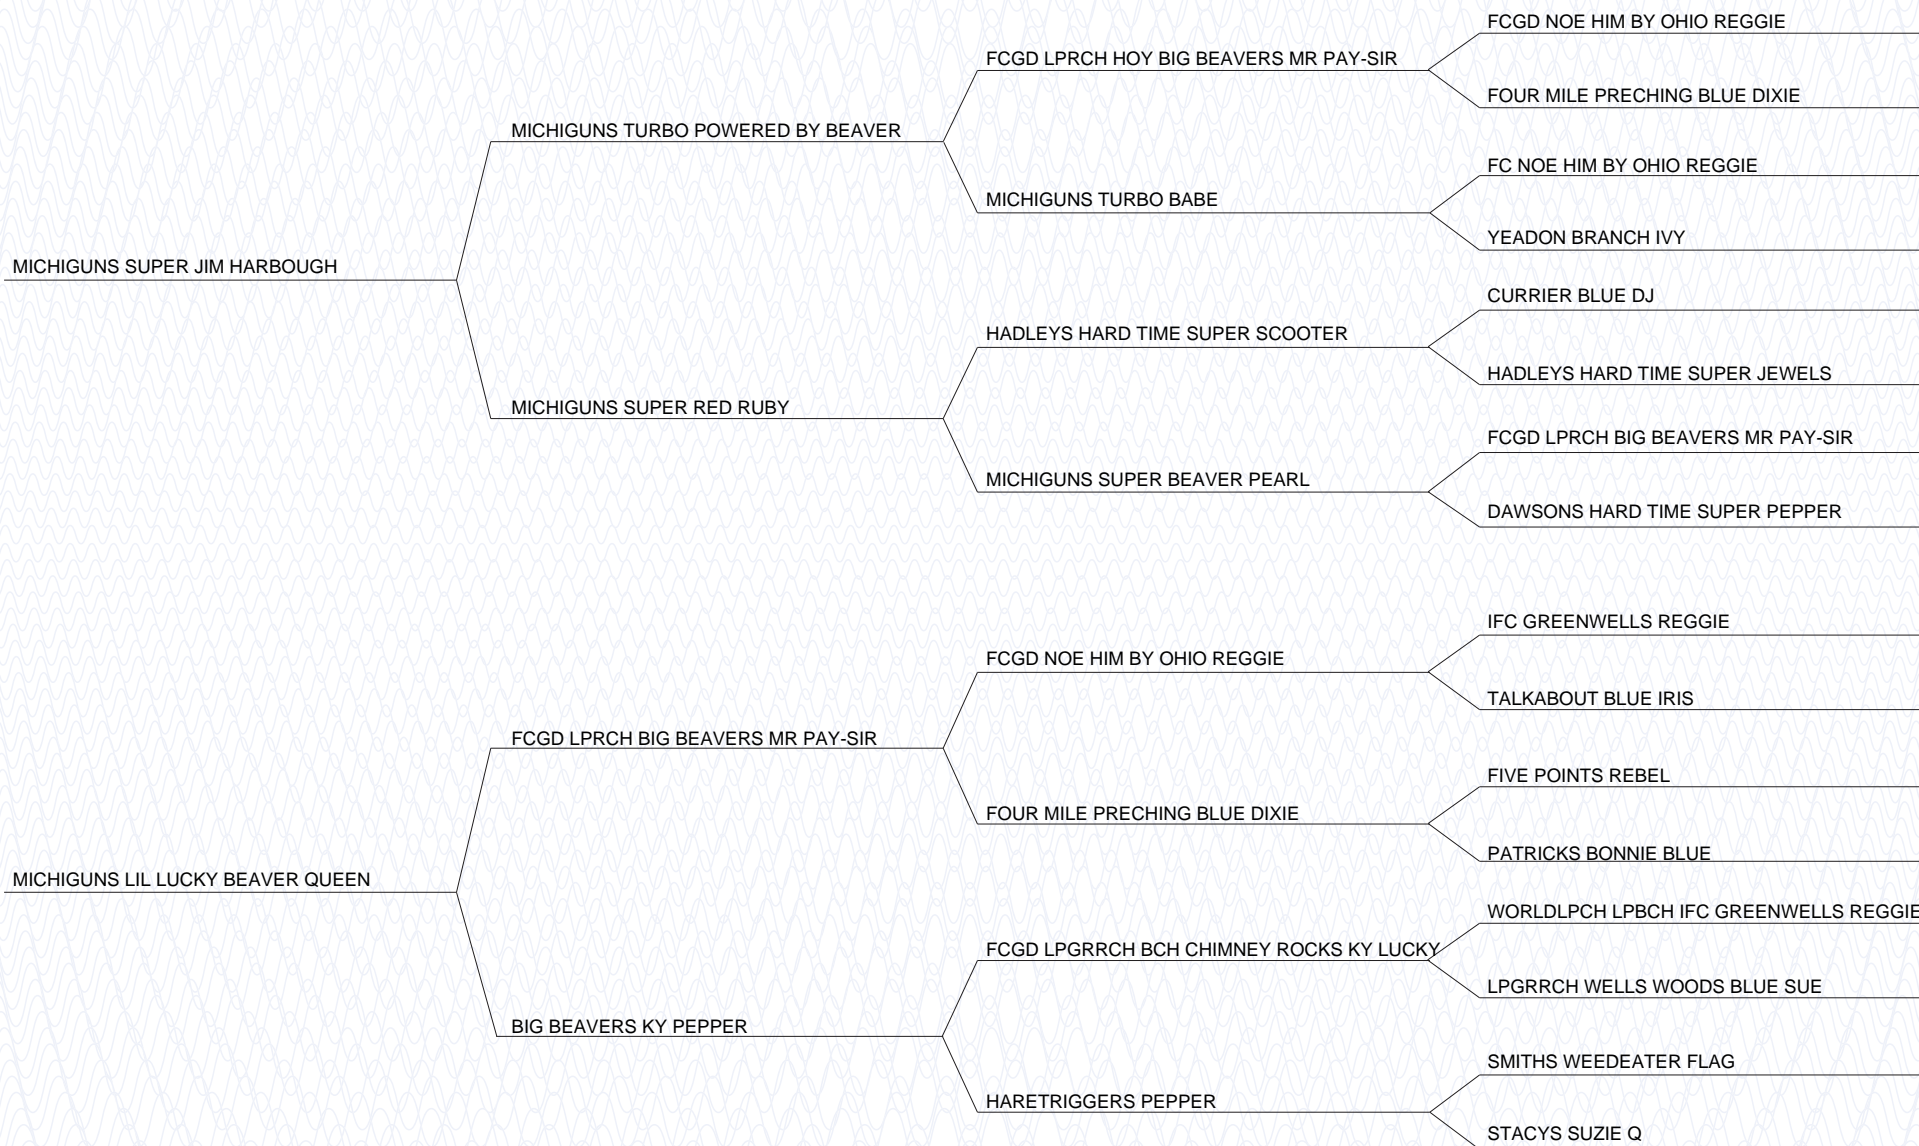 FCGD NOE HIM BY OHIO REGGIE
FCGD LPRCH HOY BIG BEAVERS MR PAY-SIR
FOUR MILE PRECHING BLUE DIXIE
MICHIGUNS TURBO POWERED BY BEAVER
FC NOE HIM BY OHIO REGGIE
MICHIGUNS TURBO BABE
YEADON BRANCH IVY
MICHIGUNS SUPER JIM HARBOUGH
CURRIER BLUE DJ
HADLEYS HARD TIME SUPER SCOOTER
HADLEYS HARD TIME SUPER JEWELS
MICHIGUNS SUPER RED RUBY
FCGD LPRCH BIG BEAVERS MR PAY-SIR
MICHIGUNS SUPER BEAVER PEARL
DAWSONS HARD TIME SUPER PEPPER
IFC GREENWELLS REGGIE
FCGD NOE HIM BY OHIO REGGIE
TALKABOUT BLUE IRIS
FCGD LPRCH BIG BEAVERS MR PAY-SIR
FIVE POINTS REBEL
FOUR MILE PRECHING BLUE DIXIE
PATRICKS BONNIE BLUE
MICHIGUNS LIL LUCKY BEAVER QUEEN
WORLDLPCH LPBCH IFC GREENWELLS REGGIE
FCGD LPGRRCH BCH CHIMNEY ROCKS KY LUCKY
LPGRRCH WELLS WOODS BLUE SUE
BIG BEAVERS KY PEPPER
SMITHS WEEDEATER FLAG
HARETRIGGERS PEPPER
STACYS SUZIE Q